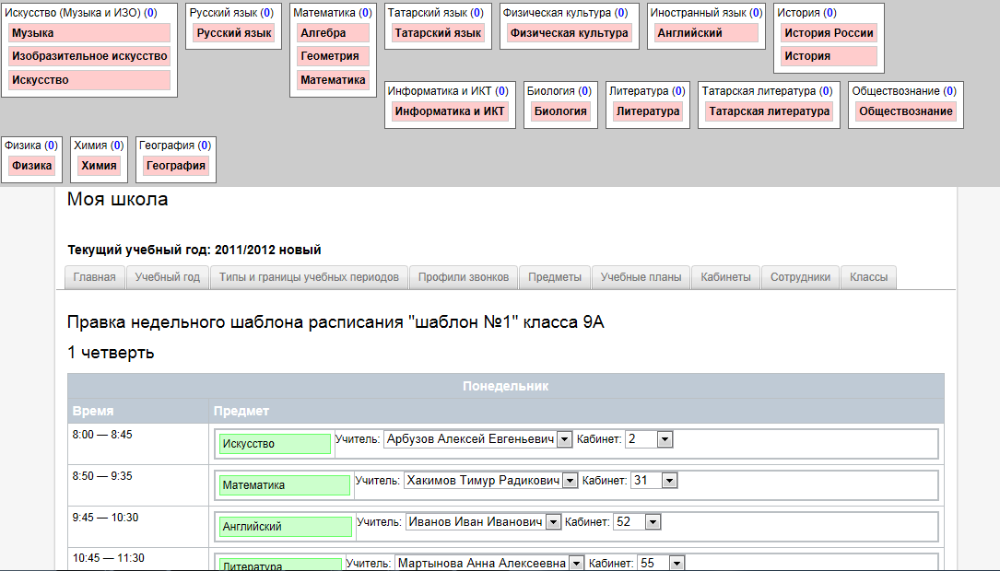 Искусство (Музыка и ИЗО) (0)
Музыка
Изобразительное искусство
Искусство
Русский язык (0)
Русский язык
Математика (0)
Алгебра
Геометрия
Математика
Татарский язык (0)
Татарский язык
Физическая культура (0)
Физическая культура
Иностранный язык (0)
Английский
История (0)
История России
История
Информатика и ИКТ (0)
Информатика и ИКТ
Биология (0)
Биология
Литература (0)
Литература
Татарская литература (0)
Татарская литература
Обществознание (0)
Обществознание
Физика (0)
Физика
Химия (0)
Химия
География (0)
География
Моя школа
Текущий учебный год: 2011/2012 новый
Главная Учебный год Типы и границы учебных периодов Профили звонков Предметы Учебные планы Кабинеты Сотрудники Классы
Правка недельного шаблона расписания "шаблон №1" класса 9А
1 четверть
Понедельник
Время Предмет
8:00 — 8:45 Искусство Учитель: Арбузов Алексей Евгеньевич Кабинет: 2
8:50 — 9:35 Математика Учитель: Хакимов Тимур Радикович Кабинет: 31
9:45 — 10:30 Английский Учитель: Иванов Иван Иванович Кабинет: 52
10:45 — 11:30 Литература Учитель: Мартынова Анна Алексеевна Кабинет: 55